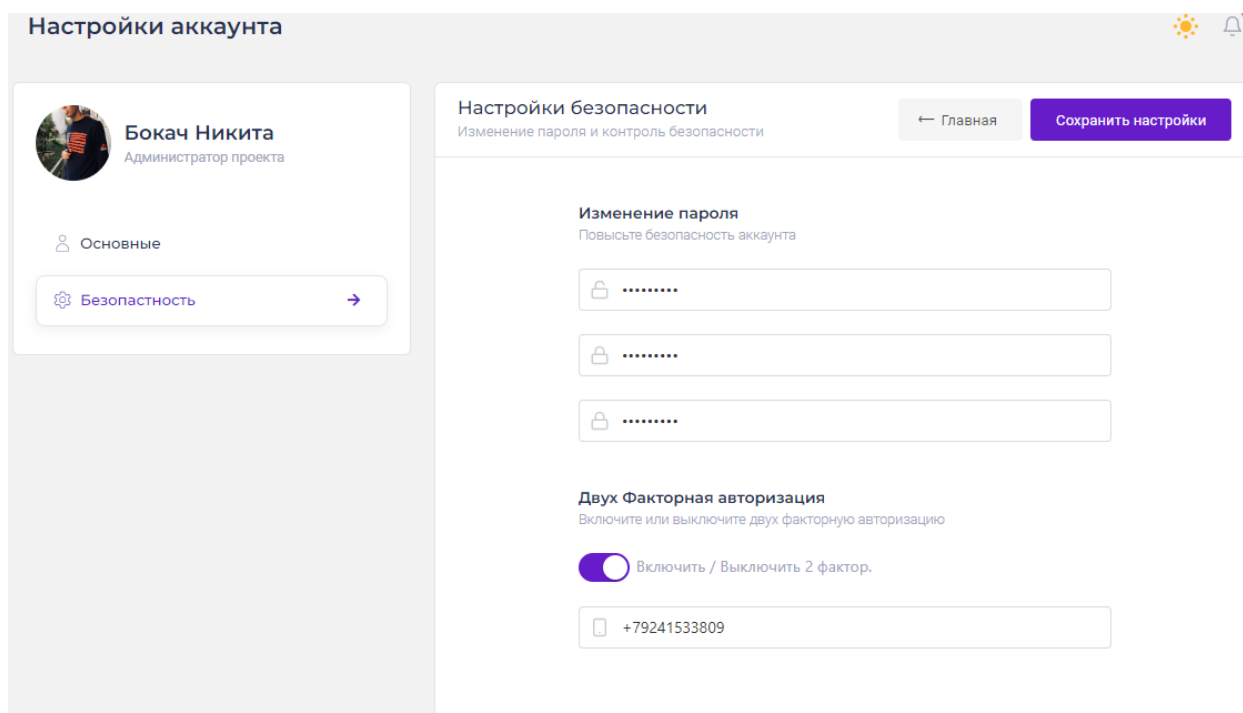 Настройки аккаунта
Бокач Никита
Администратор проекта
Основные
Безопастность
Настройки безопасности
Изменение пароля и контроль безопасности
← Главная
Сохранить настройки
Изменение пароля
Повысьте безопасность аккаунта
•••••••••
•••••••••
•••••••••
Двух Факторная авторизация
Включите или выключите двух факторную авторизацию
Включить / Выключить 2 фактор.
+79241533809